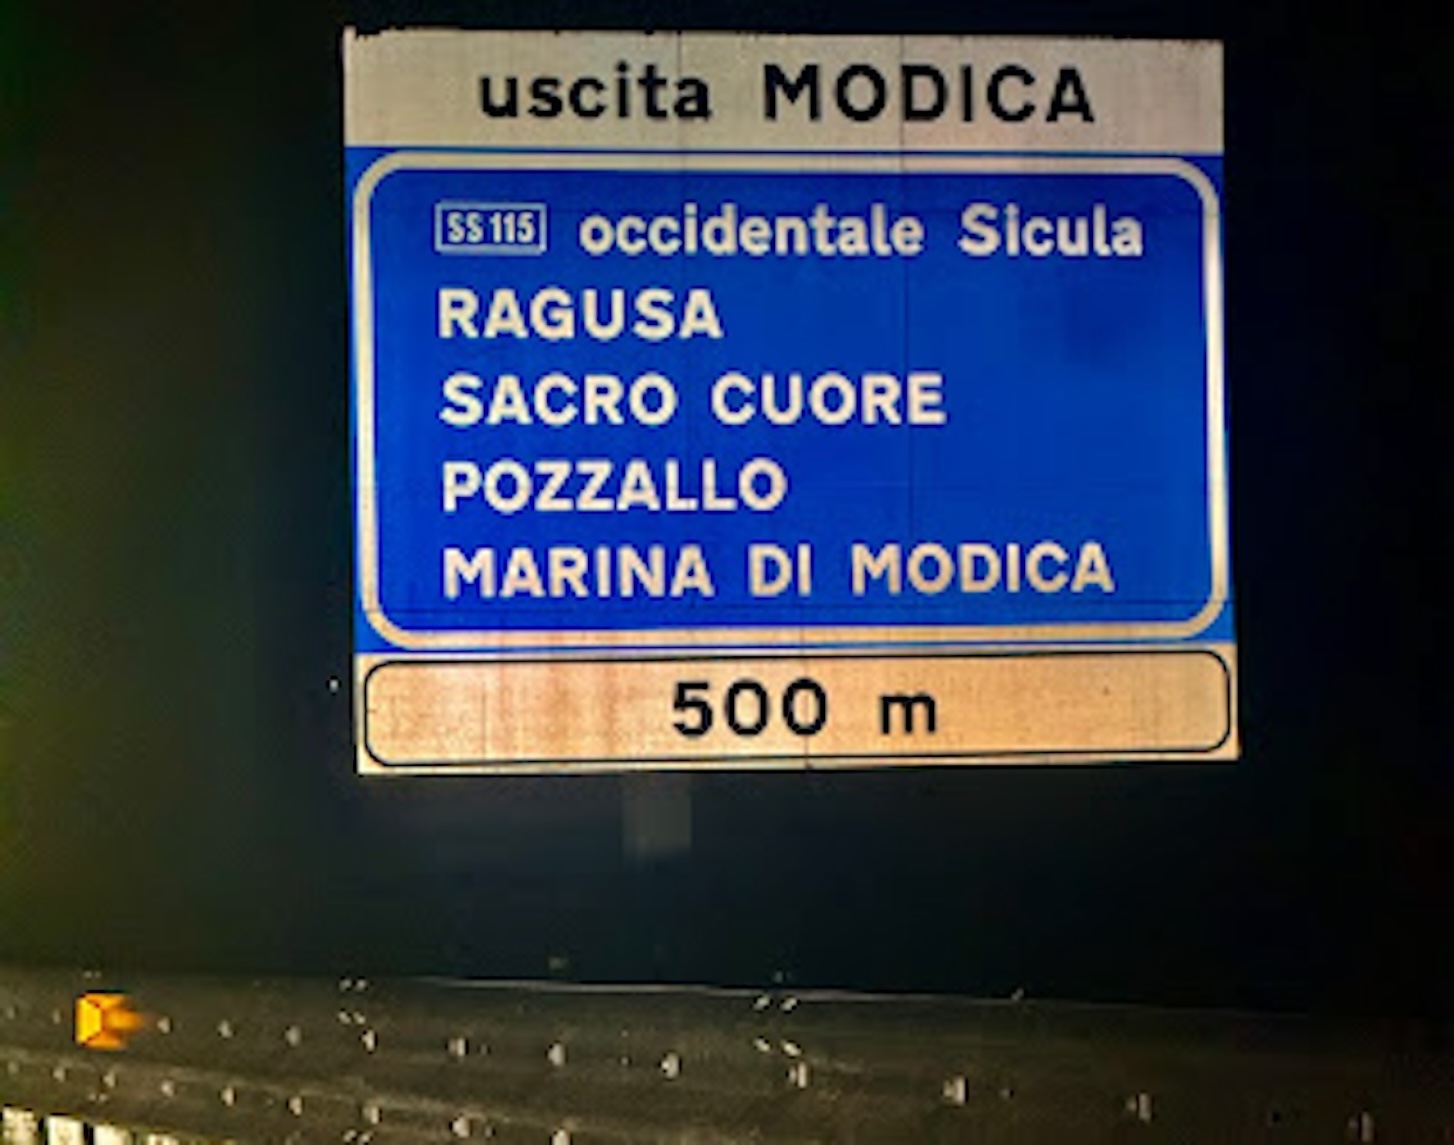 uscita MODICA
SS 115 occidentale Sicula
RAGUSA
SACRO CUORE
POZZALLO
MARINA DI MODICA
500 m